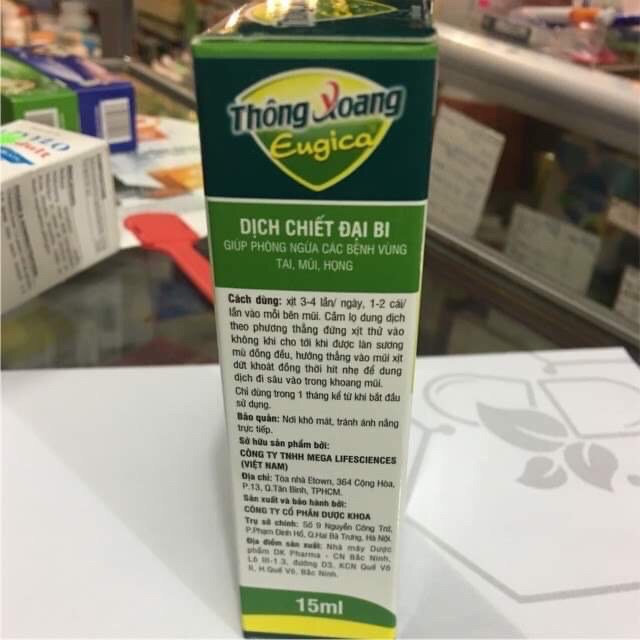 Thông Xoang
Eugica
DỊCH CHIẾT ĐẠI BI
GIÚP PHÒNG NGỪA CÁC BỆNH VÙNG
TAI, MŨI, HỌNG
Cách dùng: xịt 3-4 lần/ ngày, 1-2 cái/
lần vào mỗi bên mũi. Cầm lọ dung dịch
theo phương thẳng đứng xịt thử vào
không khí cho tới khi được làn sương
mù đồng đều, hướng thẳng vào mũi xịt
dứt khoát đồng thời hít nhẹ để dung
dịch đi sâu vào trong khoang mũi.
Chỉ dùng trong 1 tháng kể từ khi bắt đầu
sử dụng.
Bảo quản: Nơi khô mát, tránh ánh nắng
trực tiếp.
Sở hữu sản phẩm bởi:
CÔNG TY TNHH MEGA LIFESCIENCES
(VIỆT NAM)
Địa chỉ: Tòa nhà Etown, 364 Cộng Hòa,
P.13, Q.Tân Bình, TPHCM.
Sản xuất và bảo hành bởi:
CÔNG TY CỔ PHẦN DƯỢC KHOA
Trụ sở chính: Số 9 Nguyễn Công Trứ,
P.Phạm Đình Hổ, Q.Hai Bà Trưng, Hà Nội.
Địa điểm sản xuất: Nhà máy Dược
phẩm DK Pharma - CN Bắc Ninh,
Lô III-1.3, đường D3, KCN Quế Võ
II, H.Quế Võ, Bắc Ninh.
15ml